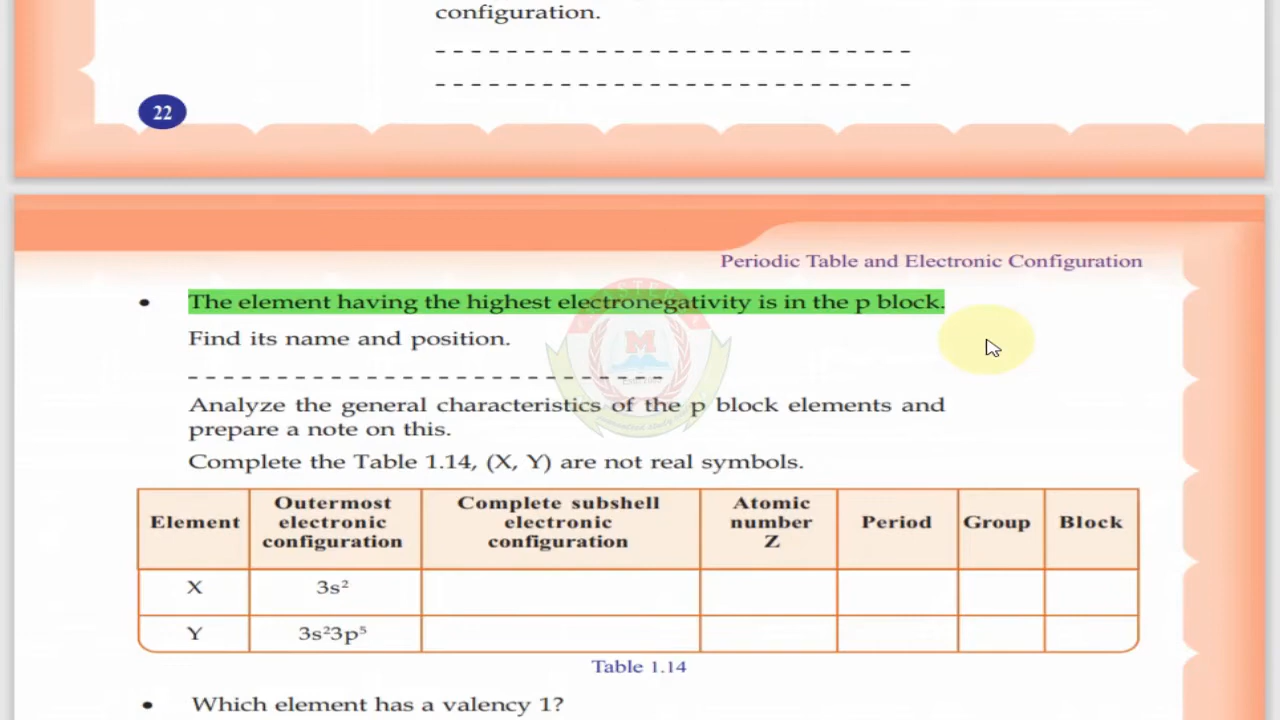 configuration.
22
Periodic Table and Electronic Configuration
• The element having the highest electronegativity is in the p block.
Find its name and position.
Analyze the general characteristics of the p block elements and
prepare a note on this.
Complete the Table 1.14, (X, Y) are not real symbols.
Element
Outermost
electronic
configuration
Complete subshell
electronic
configuration
Atomic
number
Z
Period
Group
Block
X
3s²
Y
3s²3p⁵
Table 1.14
• Which element has a valency 1?
M